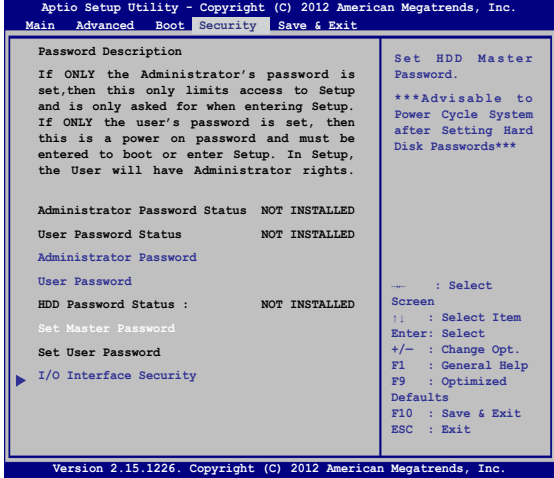 Aptio Setup Utility - Copyright (C) 2012 American Megatrends, Inc.
Main Advanced Boot Security Save & Exit
Password Description
If ONLY the Administrator's password is
set,then this only limits access to Setup
and is only asked for when entering Setup.
If ONLY the user's password is set, then
this is a power on password and must be
entered to boot or enter Setup. In Setup,
the User will have Administrator rights.
Administrator Password Status NOT INSTALLED
User Password Status NOT INSTALLED
Administrator Password
User Password
HDD Password Status : NOT INSTALLED
Set Master Password
Set User Password
I/O Interface Security
Set HDD Master
Password.
***Advisable to
Power Cycle System
after Setting Hard
Disk Passwords***
→← : Select
Screen
↑↓ : Select Item
Enter: Select
+/— : Change Opt.
F1 : General Help
F9 : Optimized
Defaults
F10 : Save & Exit
ESC : Exit
Version 2.15.1226. Copyright (C) 2012 American Megatrends, Inc.